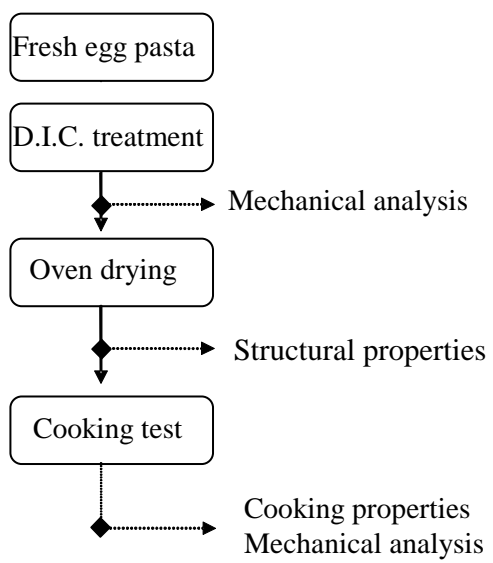 Fresh egg pasta
D.I.C. treatment
Mechanical analysis
Oven drying
Structural properties
Cooking test
Cooking properties
Mechanical analysis